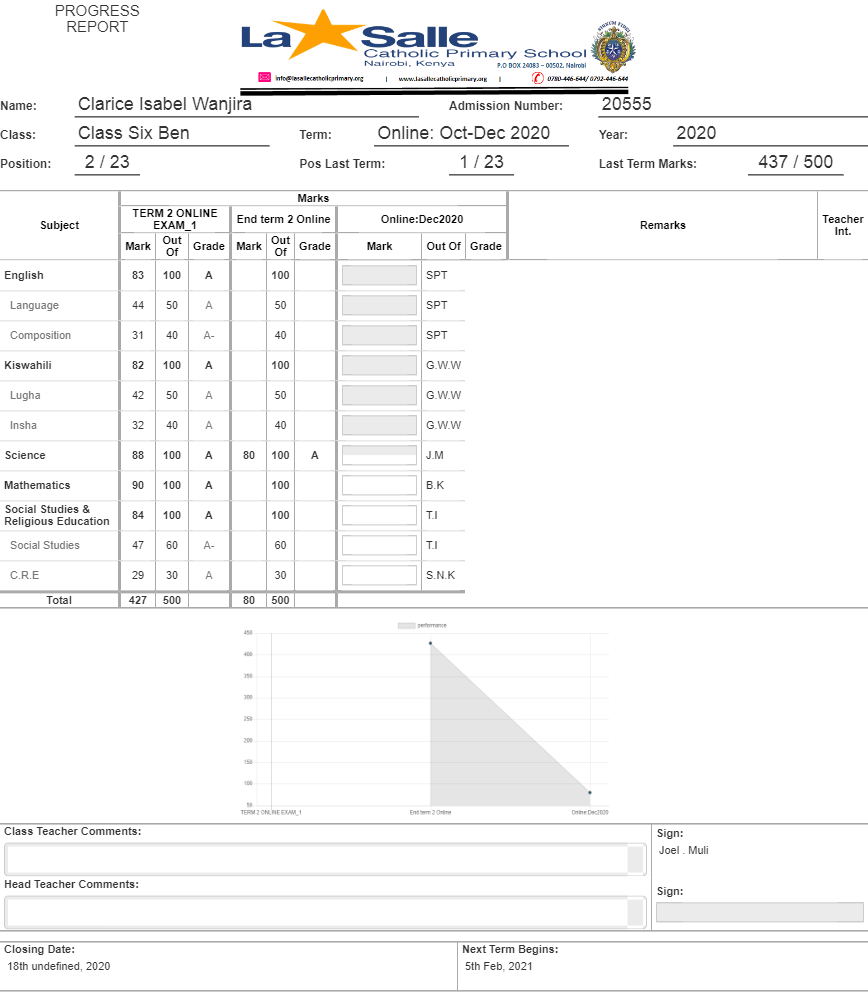 PROGRESS
REPORT
La Salle
Catholic Primary School
Nairobi, Kenya
P.O BOX 24083 – 00502, Nairobi
info@lasallecatholicprimary.org | www.lasallecatholicprimary.org | 0780-446-644/ 0792-446-644
Name: Clarice Isabel Wanjira Admission Number: 20555
Class: Class Six Ben Term: Online: Oct-Dec 2020 Year: 2020
Position: 2 / 23 Pos Last Term: 1 / 23 Last Term Marks: 437 / 500
Subject Marks Remarks Teacher Int.
TERM 2 ONLINE EXAM_1 End term 2 Online Online:Dec2020
Mark Out Of Grade Mark Out Of Grade Mark Out Of Grade
English 83 100 A 100 SPT
Language 44 50 A 50 SPT
Composition 31 40 A- 40 SPT
Kiswahili 82 100 A 100 G.W.W
Lugha 42 50 A 50 G.W.W
Insha 32 40 A 40 G.W.W
Science 88 100 A 80 100 A J.M
Mathematics 90 100 A 100 B.K
Social Studies &
Religious Education 84 100 A 100 T.I
Social Studies 47 60 A- 60 T.I
C.R.E 29 30 A 30 S.N.K
Total 427 500 80 500
performance
450
400
350
300
250
200
150
100
50
TERM 2 ONLINE EXAM_1 End term 2 Online Online:Dec2020
Class Teacher Comments: Sign:
Joel . Muli
Head Teacher Comments: Sign:
Closing Date: Next Term Begins:
18th undefined, 2020 5th Feb, 2021